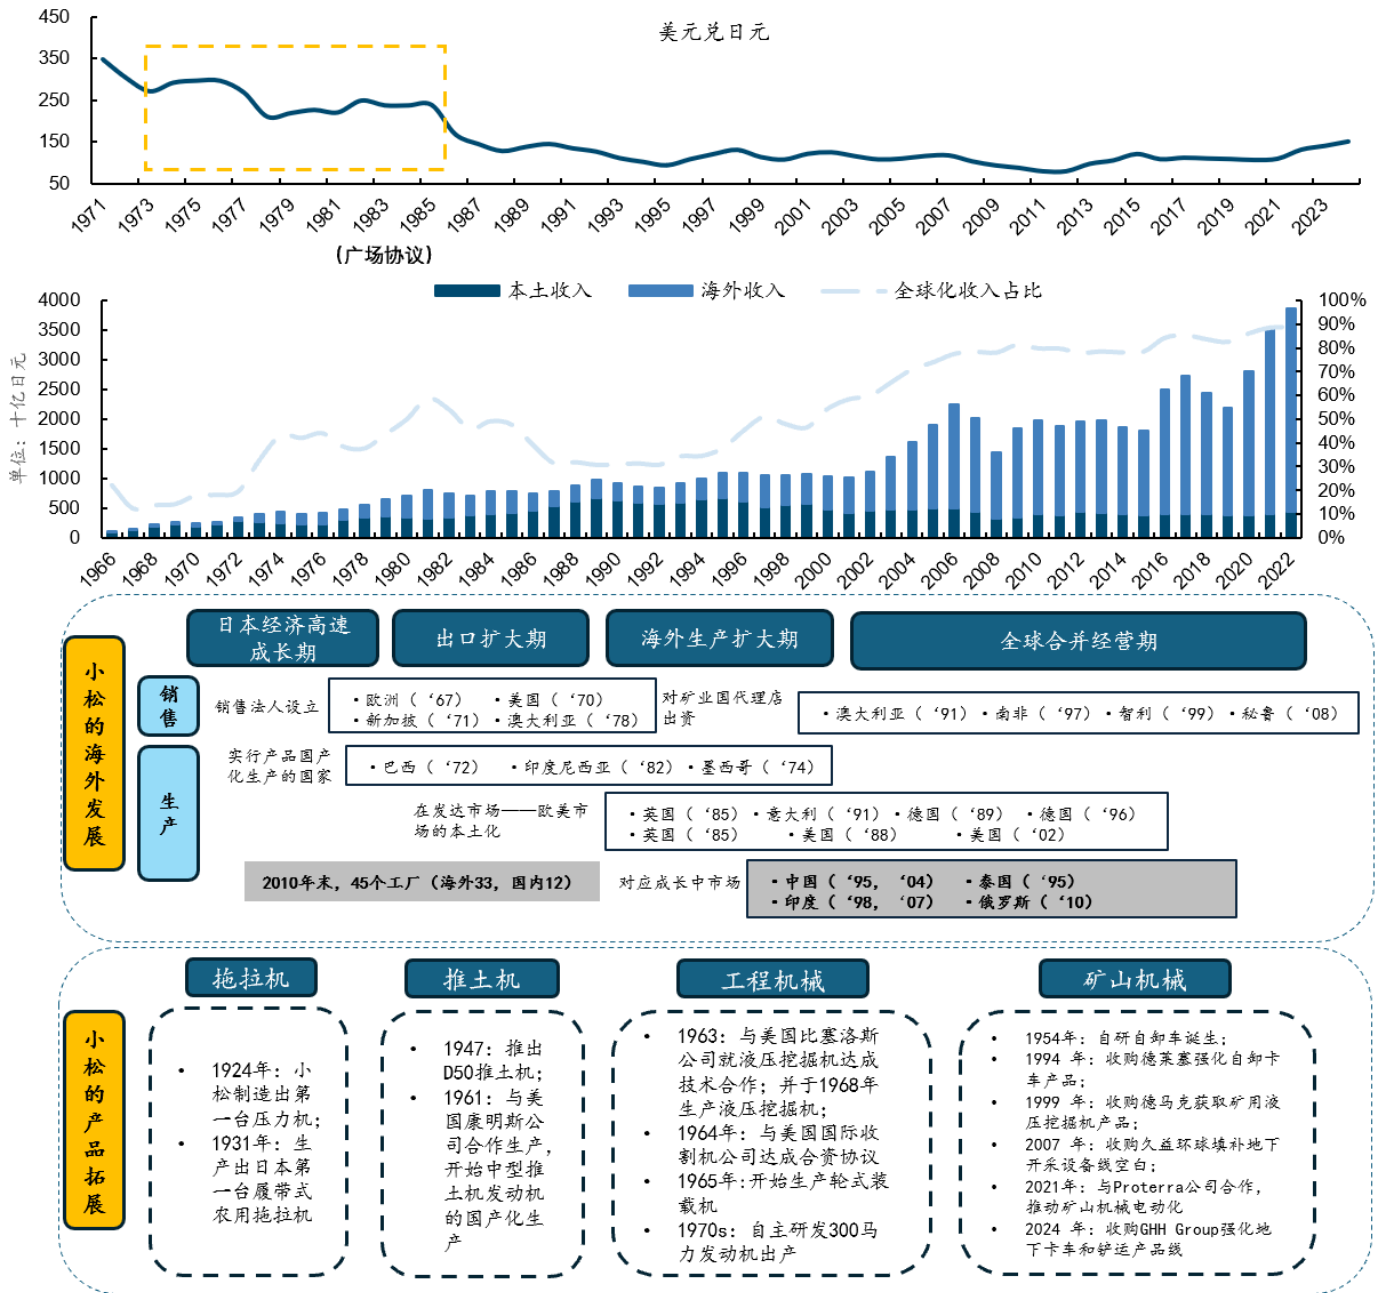 美元兑日元
450
350
250
150
50
1971 1973 1975 1977 1979 1981 1983 1985 1987 1989 1991 1993 1995 1997 1999 2001 2003 2005 2007 2009 2011 2013 2015 2017 2019 2021 2023
(广场协议)
本土收入 海外收入 全球化收入占比
单位：十亿日元
4000
3500
3000
2500
2000
1500
1000
500
0
100%
90%
80%
70%
60%
50%
40%
30%
20%
10%
0%
1966 1968 1970 1972 1974 1976 1978 1980 1982 1984 1986 1988 1990 1992 1994 1996 1998 2000 2002 2004 2006 2008 2010 2012 2014 2016 2018 2020 2022
小松的海外发展
日本经济高速
成长期
出口扩大期
海外生产扩大期
全球合并经营期
销售
销售法人设立
・欧洲（‘67） ・美国（‘70）
・新加坡（‘71）・澳大利亚（‘78）
对矿业国代理店
出资
・澳大利亚（‘91）・南非（‘97）・智利（‘99）・秘鲁（‘08）
生产
实行产品国产
化生产的国家
・巴西（‘72） ・印度尼西亚（‘82）・墨西哥（‘74）
在发达市场——欧美市
场的本土化
・英国（‘85）・意大利（‘91）・德国（‘89）・德国（‘96）
・英国（‘85） ・美国（‘88） ・美国（‘02）
2010年末，45个工厂（海外33，国内12）
对应成长中市场
・中国（‘95，‘04） ・泰国（‘95）
・印度（‘98，‘07） ・俄罗斯（‘10）
小松的产品拓展
拖拉机
• 1924年：小
松制造出第
一台压力机；
• 1931年：生
产出日本第
一台履带式
农用拖拉机
推土机
• 1947：推出
D50推土机；
• 1961：与美
国康明斯公
司合作生产，
开始中型推
土机发动机
的国产化生
产
工程机械
• 1963：与美国比塞洛斯
公司就液压挖掘机达成
技术合作；并于1968年
生产液压挖掘机；
• 1964年：与美国国际收
割机公司达成合资协议
• 1965年：开始生产轮式装
载机
• 1970s：自主研发300马
力发动机出产
矿山机械
• 1954年：自研自卸车诞生；
• 1994 年：收购德莱塞强化自卸卡
车产品；
• 1999 年：收购德马克获取矿用液
压挖掘机产品；
• 2007 年：收购久益环球填补地下
开采设备线空白；
• 2021年：与Proterra公司合作，
推动矿山机械电动化
• 2024 年：收购GHH Group强化地
下卡车和铲运产品线